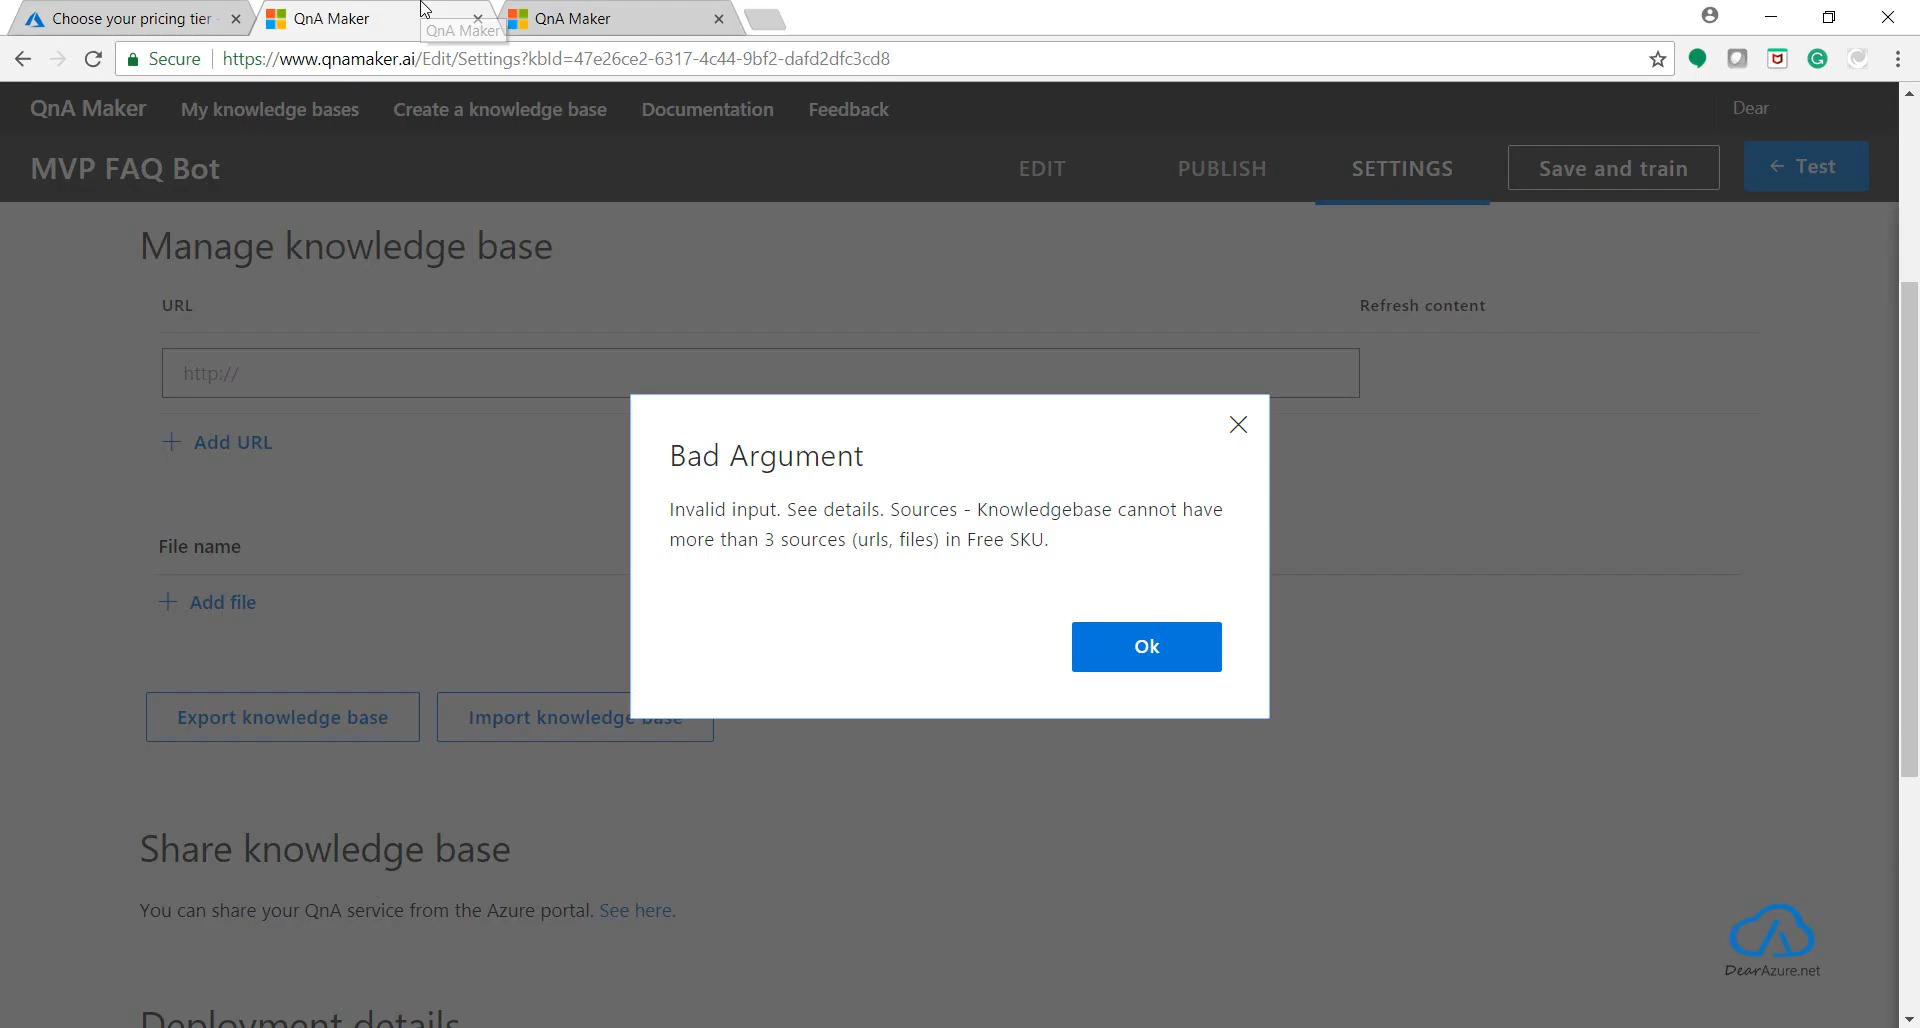 Choose your pricing tier
QnA Maker
QnA Maker
QnA Maker
Secure
https://www.qnamaker.ai/Edit/Settings?kbId=47e26ce2-6317-4c44-9bf2-dafd2dfc3cd8
QnA Maker My knowledge bases Create a knowledge base Documentation Feedback Dear
MVP FAQ Bot EDIT PUBLISH SETTINGS Save and train Test
Manage knowledge base
URL Refresh content
http://
Add URL
Bad Argument
Invalid input. See details. Sources - Knowledgebase cannot have
more than 3 sources (urls, files) in Free SKU.
Ok
File name
Add file
Export knowledge base Import knowledge base
Share knowledge base
You can share your QnA service from the Azure portal. See here.
DearAzure.net
Deployment details